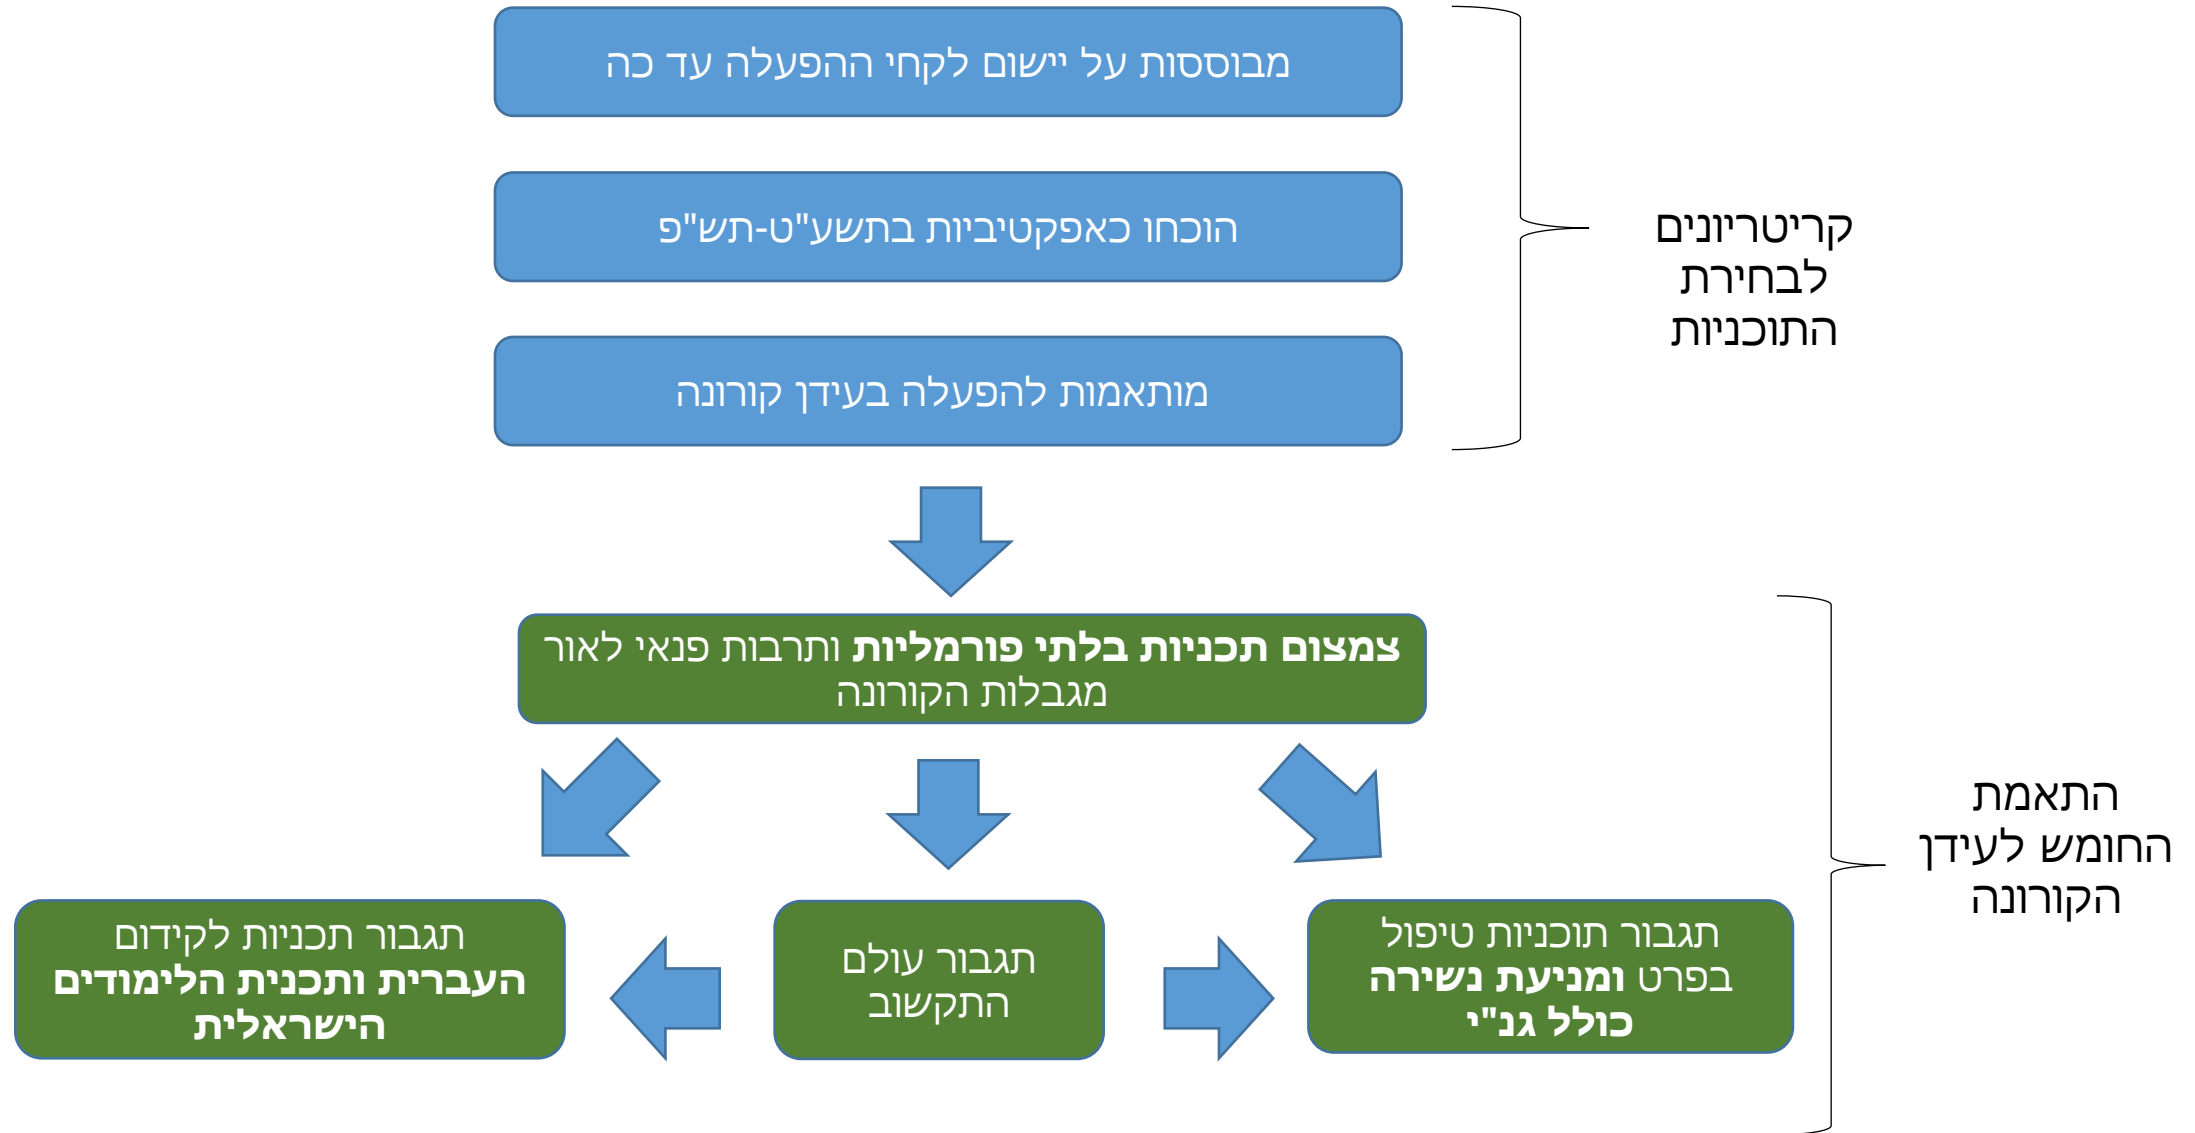 מבוססות על יישום לקחי ההפעלה עד כה
הוכחו כאפקטיביות בתשע"ט-תש"פ
מותאמות להפעלה בעידן קורונה
קריטריונים
לבחירת
התוכניות
צמצום תכניות בלתי פורמליות ותרבות פנאי לאור
מגבלות הקורונה
התאמת
החומש לעידן
הקורונה
תגבור תוכניות טיפול
בפרט ומניעת נשירה
כולל גנ"י
תגבור עולם
התקשוב
תגבור תכניות לקידום
העברית ותכנית הלימודים
הישראלית